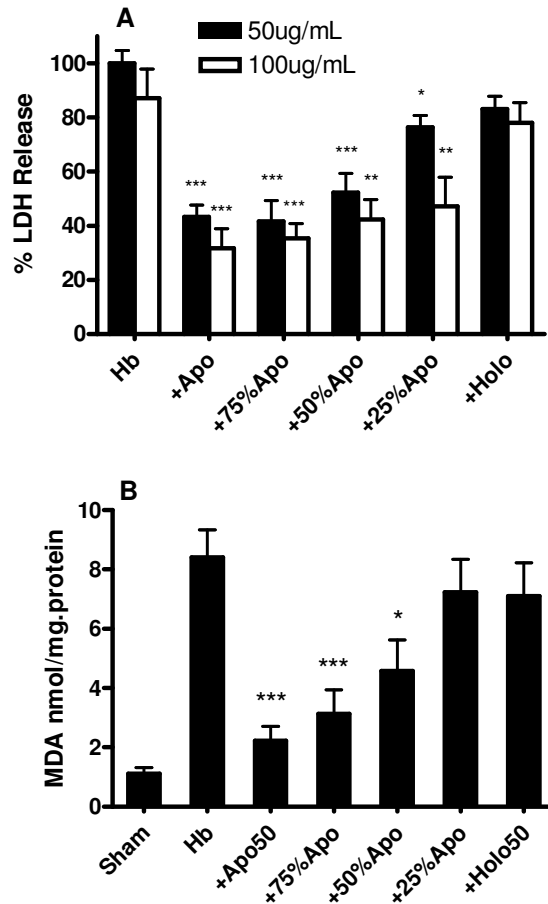 A
50ug/mL
100ug/mL
% LDH Release
100
80
60
40
20
0
*** *** *** *** *** ** * **
Hb +Apo +75%Apo +50%Apo +25%Apo +Holo
B
MDA nmol/mg.protein
10
8
6
4
2
0
*** *** *
Sham Hb +Apo50 +75%Apo +50%Apo +25%Apo +Holo50